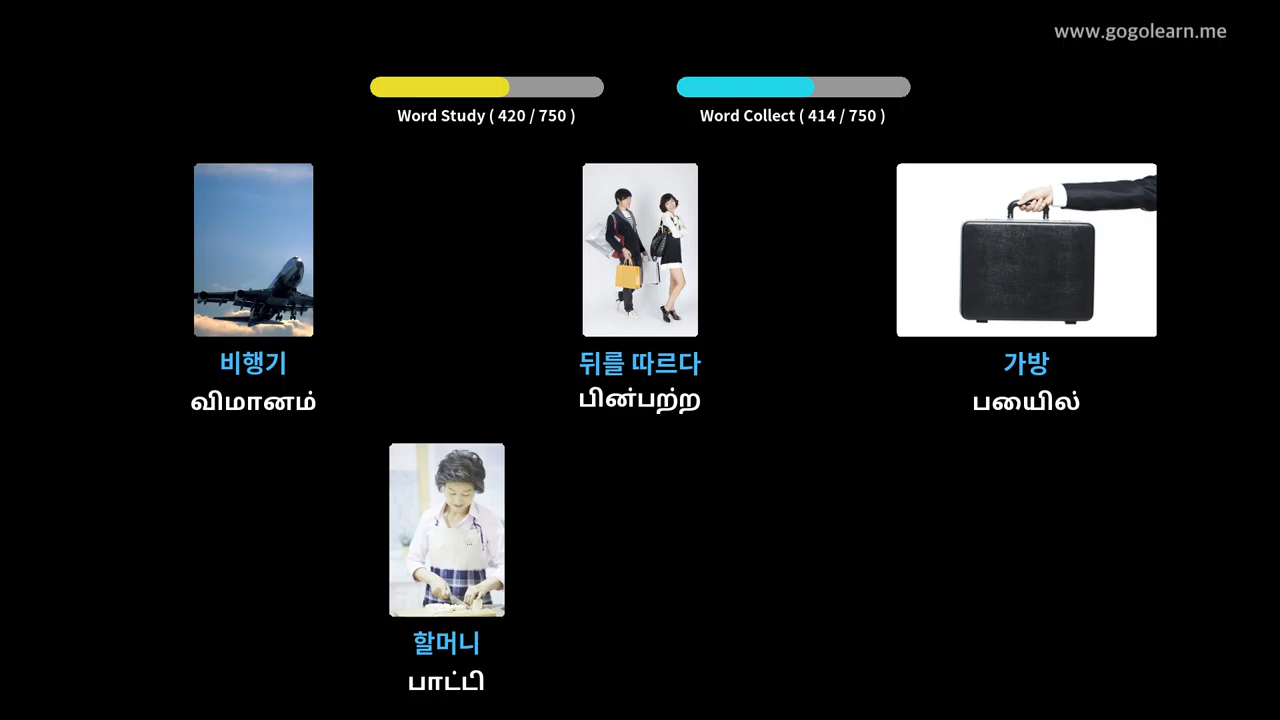 www.gogolearn.me
Word Study ( 420 / 750 )
Word Collect ( 414 / 750 )
비행기
விமானம்
뒤를 따르다
பின்பற்ற
가방
பையில்
할머니
பாட்டி